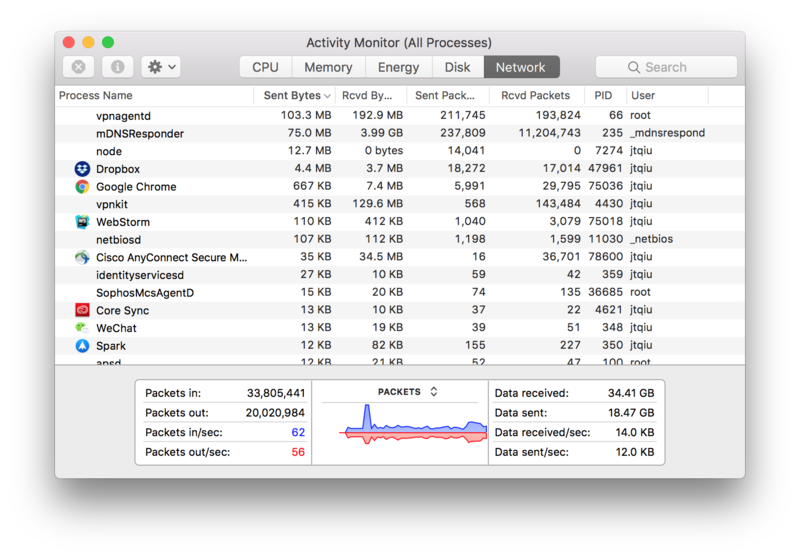 Activity Monitor (All Processes)
CPU Memory Energy Disk Network Search
Process Name Sent Bytes Rcvd By... Sent Pack... Rcvd Packets PID User
vpnagentd 103.3 MB 192.9 MB 211,745 193,824 66 root
mDNSResponder 75.0 MB 3.99 GB 237,809 11,204,743 235 _mdnsrespond
node 12.7 MB 0 bytes 14,041 0 7274 jtqiu
Dropbox 4.4 MB 3.7 MB 18,272 17,014 47961 jtqiu
Google Chrome 667 KB 7.4 MB 5,991 29,795 75036 jtqiu
vpnkit 415 KB 129.6 MB 568 143,484 4430 jtqiu
WebStorm 110 KB 412 KB 1,040 3,079 75018 jtqiu
netbiosd 107 KB 112 KB 1,198 1,599 11030 _netbios
Cisco AnyConnect Secure M... 35 KB 34.5 MB 16 36,701 78600 jtqiu
identityservicesd 27 KB 10 KB 59 42 359 jtqiu
SophosMcsAgentD 15 KB 20 KB 74 135 36685 root
Core Sync 13 KB 10 KB 37 22 4621 jtqiu
WeChat 13 KB 19 KB 39 51 348 jtqiu
Spark 12 KB 82 KB 155 227 350 jtqiu
apsd 12 KB 21 KB 52 47 100 root
PACKETS
Packets in: 33,805,441
Packets out: 20,020,984
Packets in/sec: 62
Packets out/sec: 56
Data received: 34.41 GB
Data sent: 18.47 GB
Data received/sec: 14.0 KB
Data sent/sec: 12.0 KB